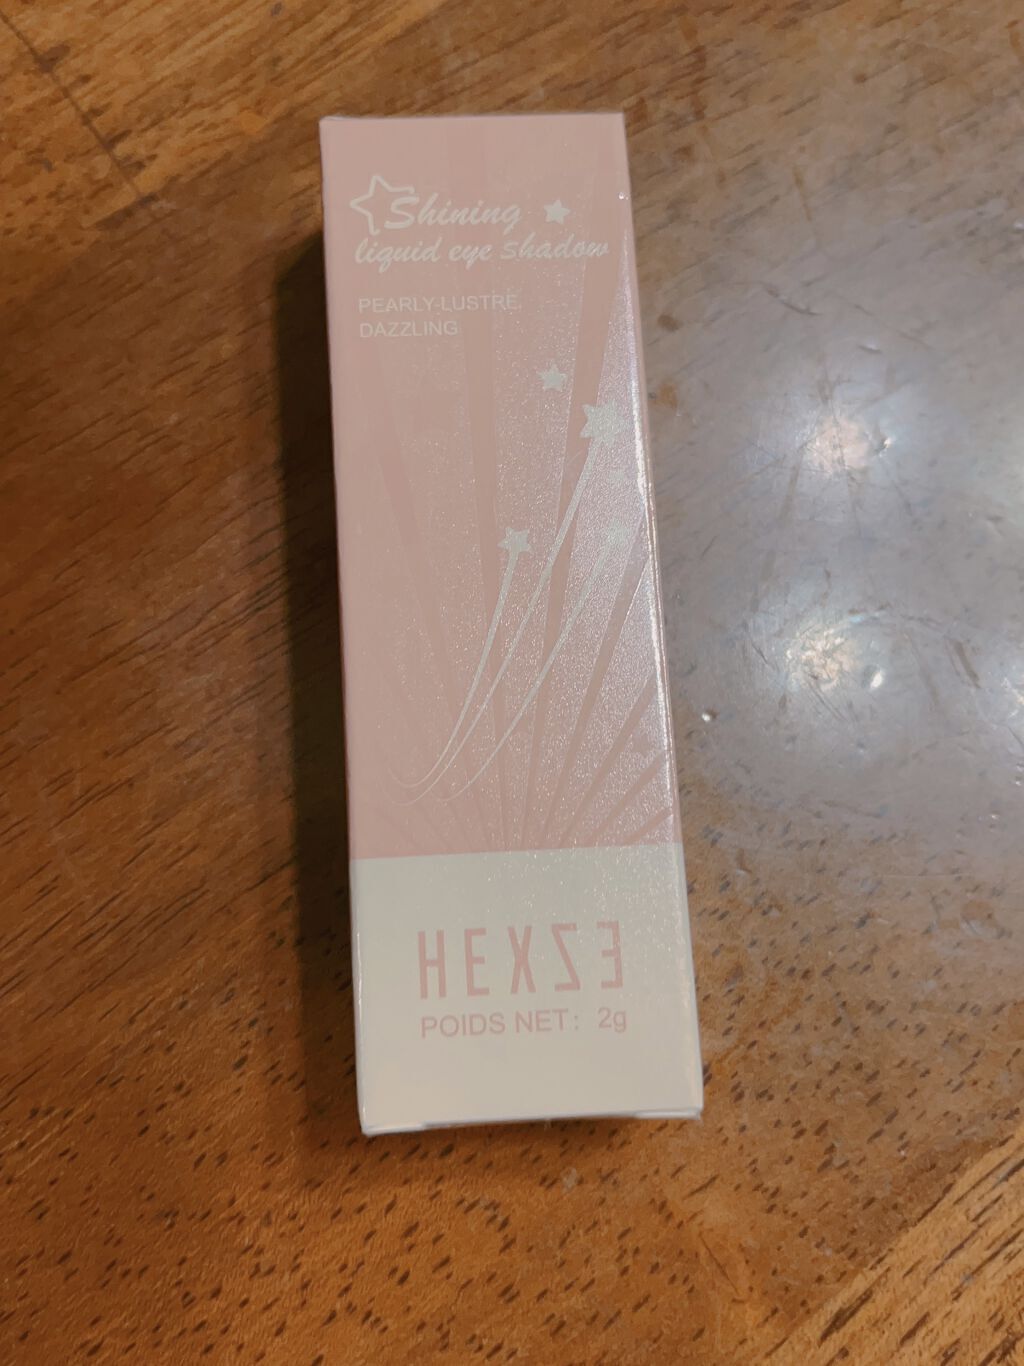 Shining
liquid eye shadow
PEARLY-LUSTRE,
DAZZLING
HEXZE
POIDS NET: 2g